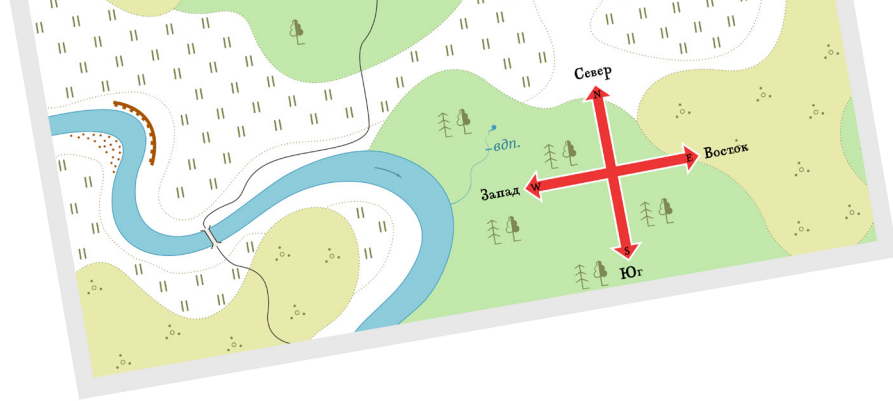 Север
N
вдп.
E Восток
Запад W
S
Юг